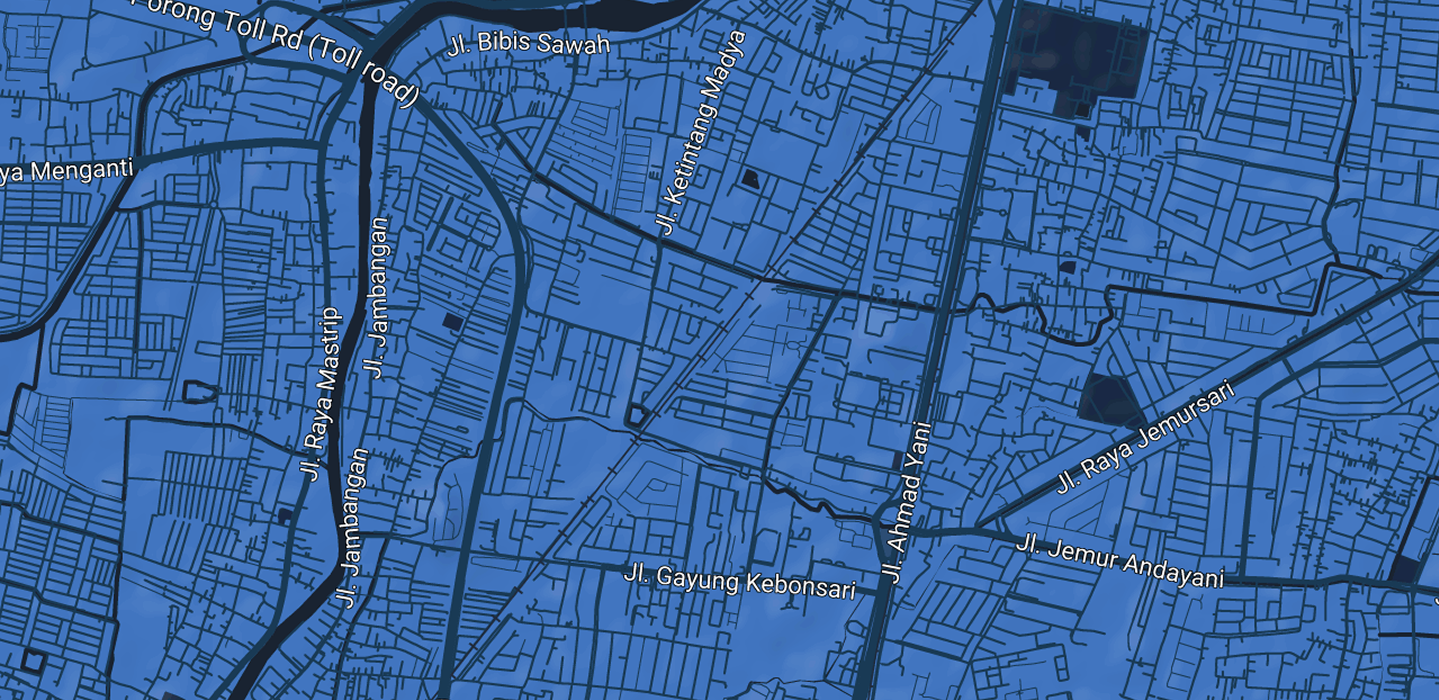 Porong Toll Rd (Toll road)
Jl. Bibis Sawah
Jl. Ketintang Madya
ya Menganti
Jl. Jambangan
Jl. Raya Mastrip
Jl. Raya Jemursari
Jl. Ahmad Yani
Jl. Jambangan
Jl. Jemur Andayani
Jl. Gayung Kebonsari